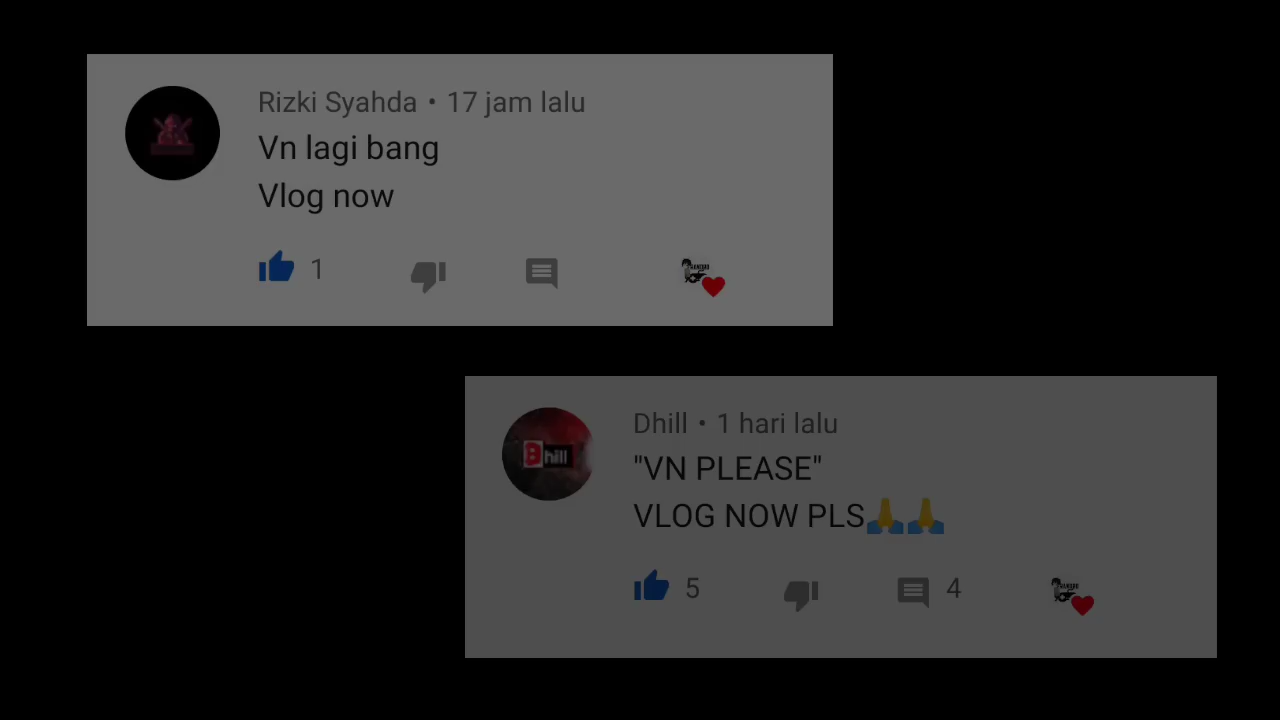 Rizki Syahda • 17 jam lalu
Vn lagi bang
Vlog now
1
Dhill • 1 hari lalu
Bhill
"VN PLEASE"
VLOG NOW PLS🙏🙏
5
4